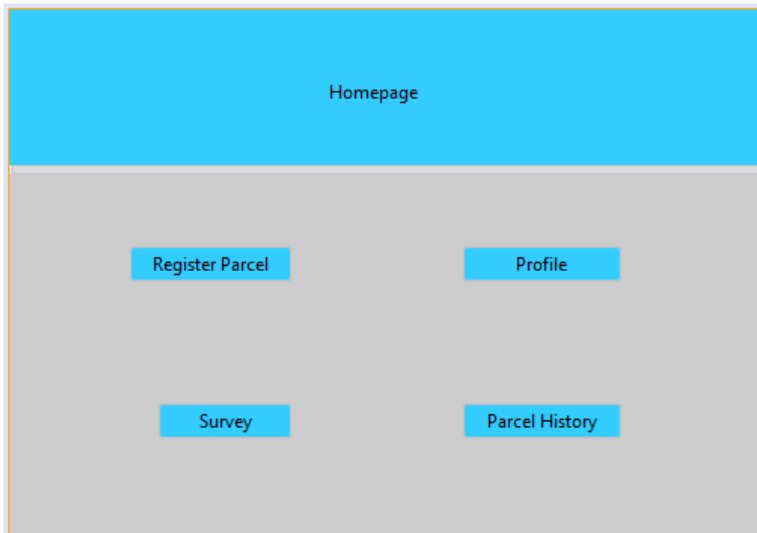 Homepage
Register Parcel
Profile
Survey
Parcel History